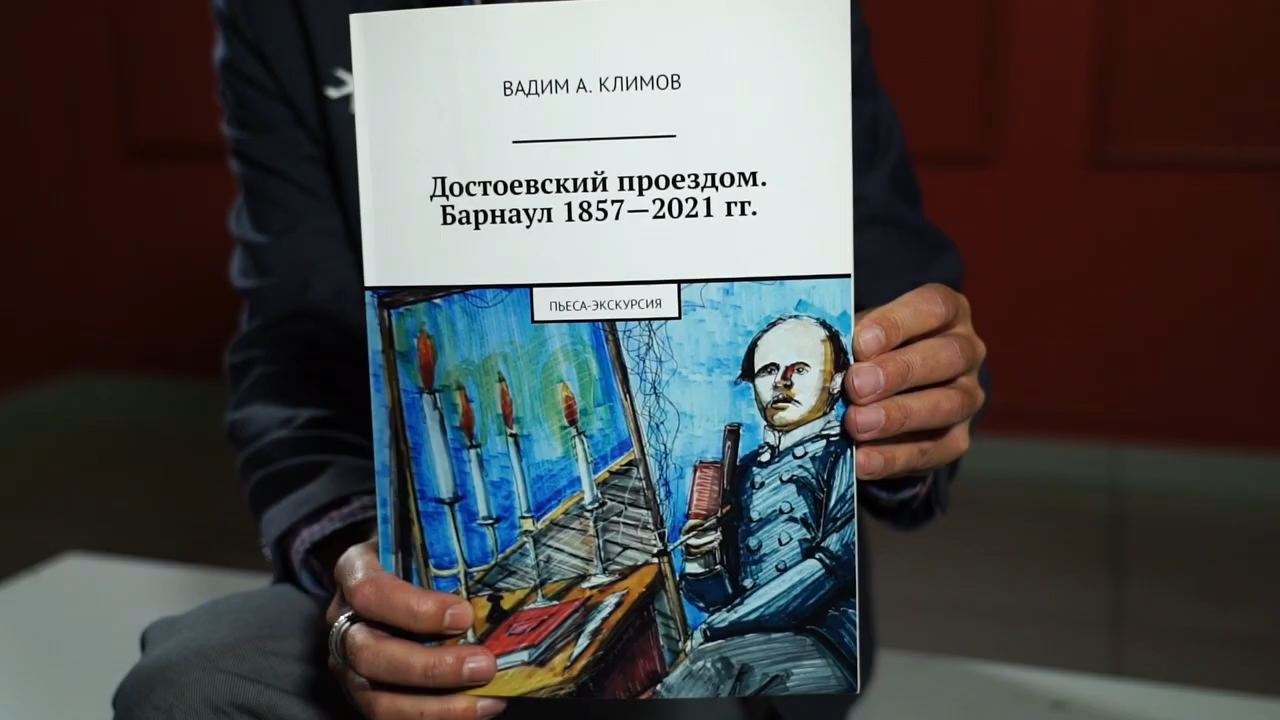 ВАДИМ А. КЛИМОВ
Достоевский проездом.
Барнаул 1857—2021 гг.
ПЬЕСА-ЭКСКУРСИЯ